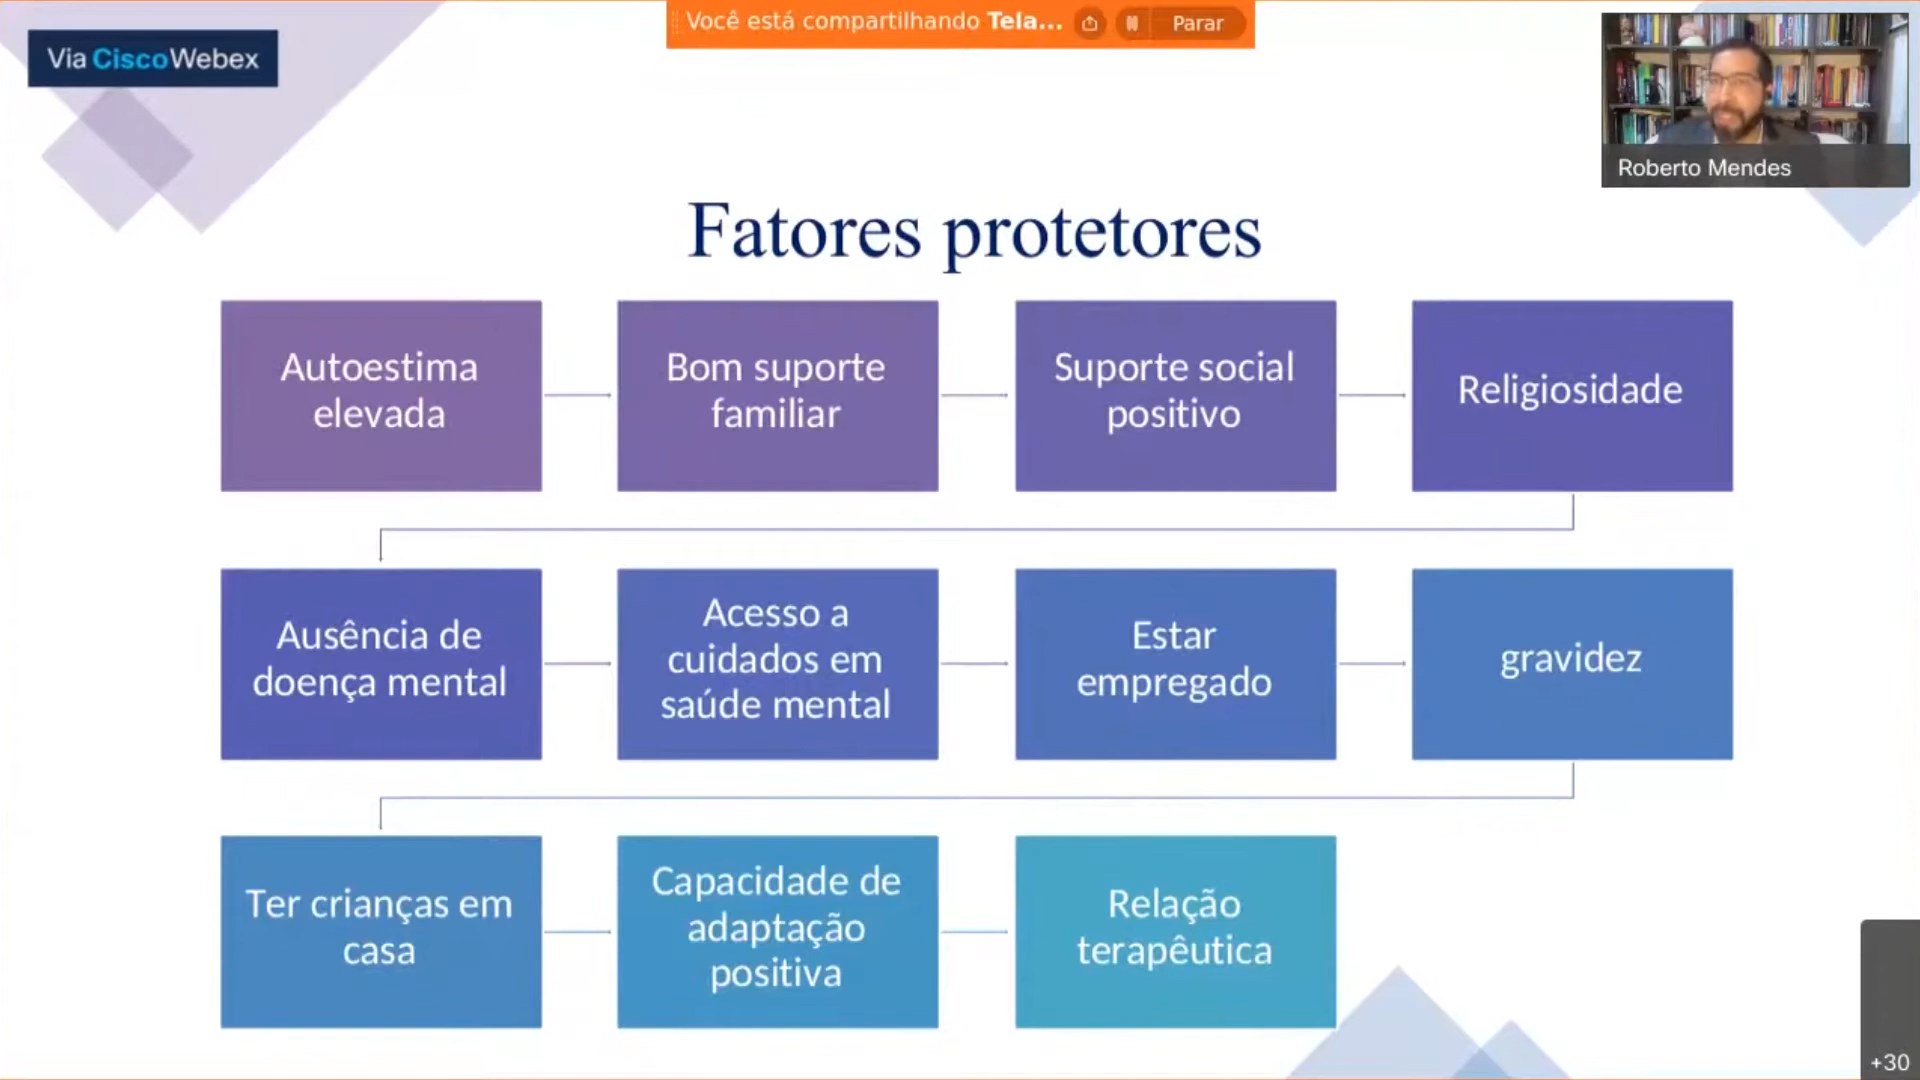 Você está compartilhando Tela...
Parar
Via CiscoWebex
Roberto Mendes
Fatores protetores
Autoestima
elevada
Bom suporte
familiar
Suporte social
positivo
Religiosidade
Ausência de
doença mental
Acesso a
cuidados em
saúde mental
Estar
empregado
gravidez
Ter crianças em
casa
Capacidade de
adaptação
positiva
Relação
terapêutica
+30